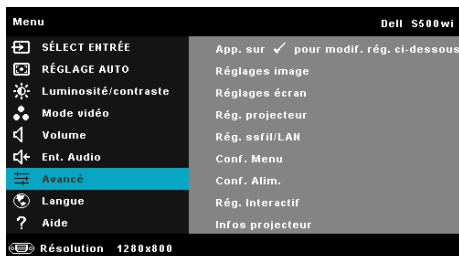 Menu Dell S500wi
SÉLECT ENTRÉE
RÉGLAGE AUTO
Luminosité/contraste
Mode vidéo
Volume
Ent. Audio
Avancé
Langue
? Aide
App. sur ✓ pour modif. rég. ci-dessous
Réglages image
Réglages écran
Rég. projecteur
Rég. ssfil/LAN
Conf. Menu
Conf. Alim.
Rég. Interactif
Infos projecteur
Résolution 1280x800